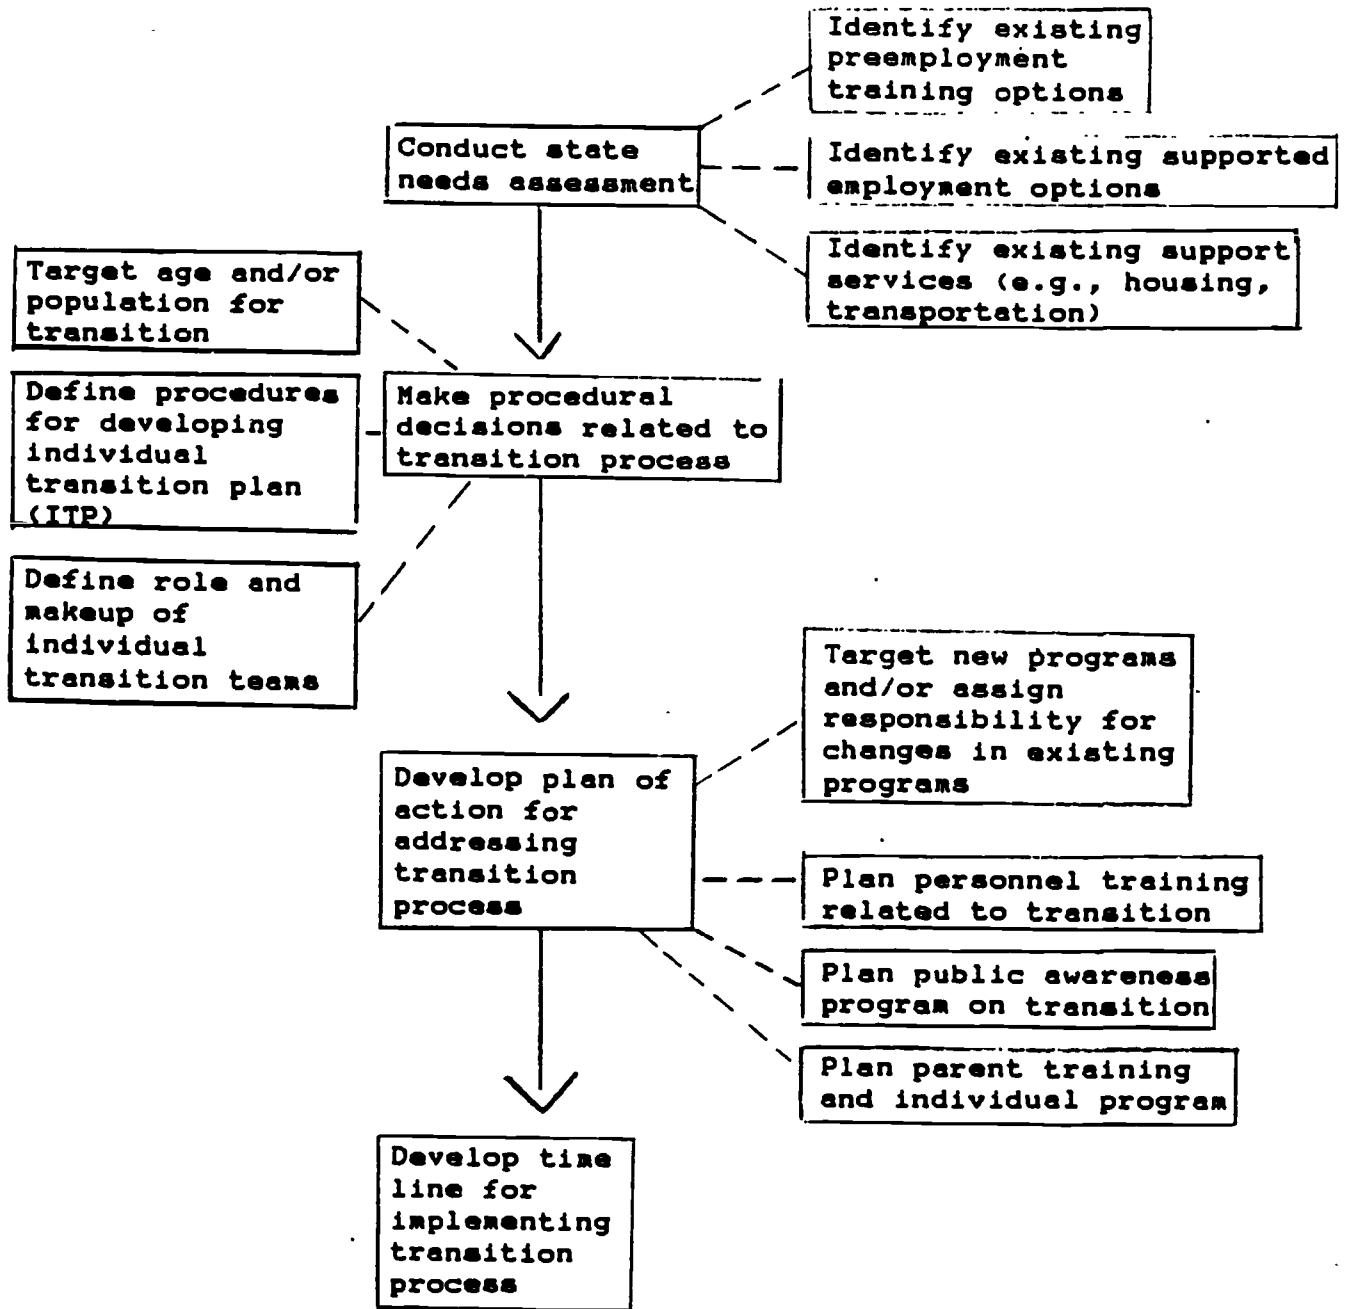 Identify existing
preemployment
training options
Conduct state
needs assessment
Identify existing supported
employment options
Identify existing support
services (e.g., housing,
transportation)
Target age and/or
population for
transition
Define procedures
for developing
individual
transition plan
(ITP)
Make procedural
decisions related to
transition process
Define role and
makeup of
individual
transition teams
Target new programs
and/or assign
responsibility for
changes in existing
programs
Develop plan of
action for
addressing
transition
process
Plan personnel training
related to transition
Plan public awareness
program on transition
Plan parent training
and individual program
Develop time
line for
implementing
transition
process